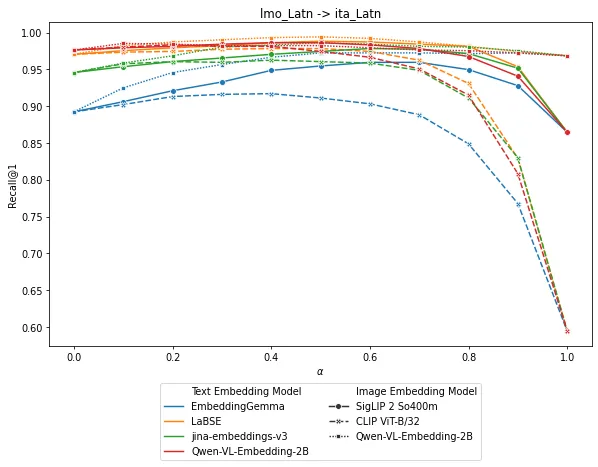 lmo_Latn -> ita_Latn
Recall@1
1.00
0.95
0.90
0.85
0.80
0.75
0.70
0.65
0.60
0.0 0.2 0.4 0.6 0.8 1.0
α
Text Embedding Model
EmbeddingGemma
LaBSE
jina-embeddings-v3
Qwen-VL-Embedding-2B
Image Embedding Model
SigLIP 2 So400m
CLIP ViT-B/32
Qwen-VL-Embedding-2B